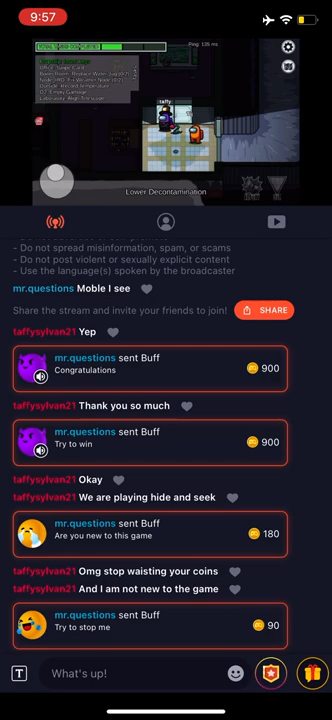 9:57
Ping: 135 ms
taffy
Lower Decontamination
- Do not spread misinformation, spam, or scams
- Do not post violent or sexually explicit content
- Use the language(s) spoken by the broadcaster
mr.questions Moble I see
Share the stream and invite your friends to join! SHARE
taffysylvan21 Yep
mr.questions sent Buff
Congratulations
900
taffysylvan21 Thank you so much
mr.questions sent Buff
Try to win
900
taffysylvan21 Okay
taffysylvan21 We are playing hide and seek
mr.questions sent Buff
Are you new to this game
180
taffysylvan21 Omg stop waisting your coins
taffysylvan21 And I am not new to the game
mr.questions sent Buff
Try to stop me
90
T What's up!